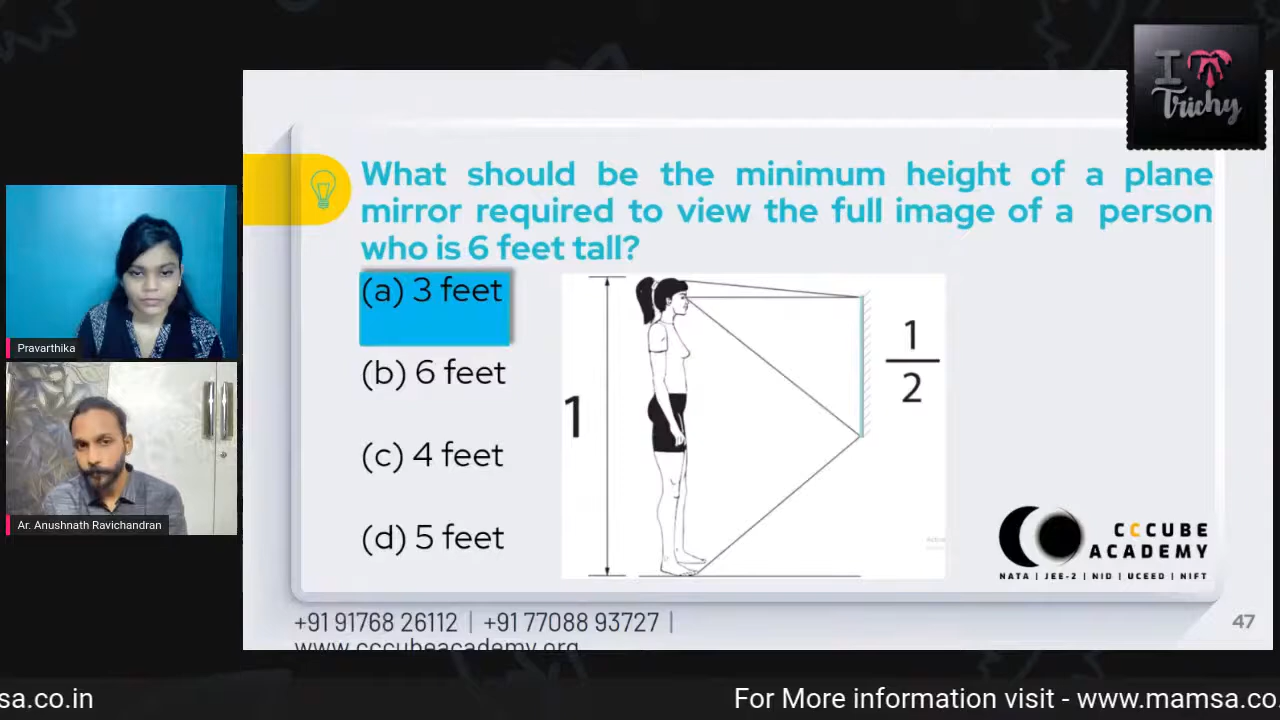 I
Trichy
What should be the minimum height of a plane
mirror required to view the full image of a person
who is 6 feet tall?
(a) 3 feet
(b) 6 feet
(c) 4 feet
(d) 5 feet
1
1
2
Pravarthika
Ar. Anushnath Ravichandran
CCCUBE
ACADEMY
NATA | JEE-2 | NID | UCEED | NIFT
+91 91768 26112 | +91 77088 93727 |
www.cccubeacademy.org
47
sa.co.in
For More information visit - www.mamsa.co.